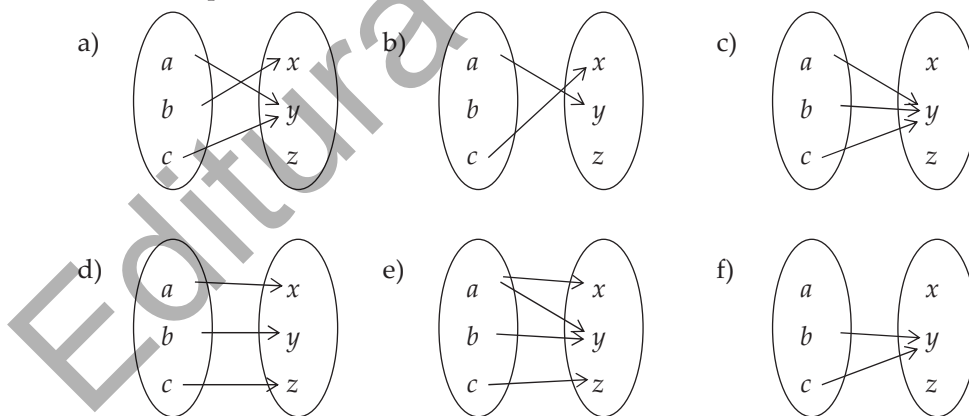 a) a x b) a x c) a x
b y b y b y
c z c z c z
d) a x e) a x f) a x
b y b y b y
c z c z c z
Editura